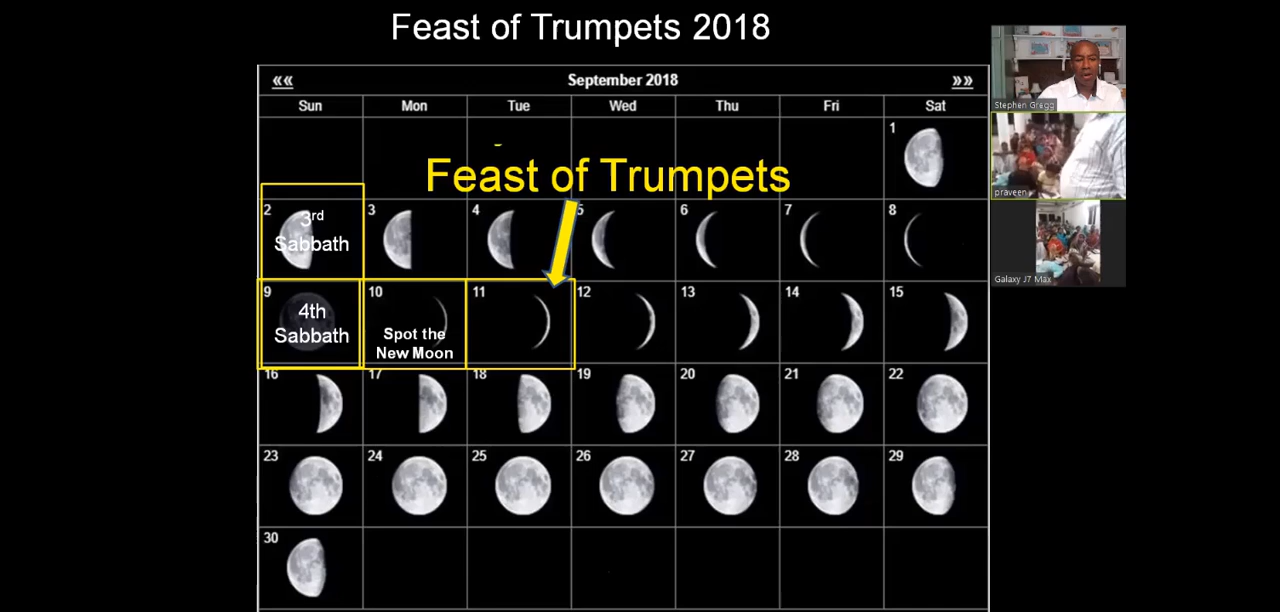 Feast of Trumpets 2018
««
September 2018
»»
Sun Mon Tue Wed Thu Fri Sat
1
Feast of Trumpets
2 3 4 5 6 7 8
3rd
Sabbath
9 10 11 12 13 14 15
4th
Sabbath
Spot the
New Moon
16 17 18 19 20 21 22
23 24 25 26 27 28 29
30
Stephen Gregg
praveen
Galaxy J7 Max